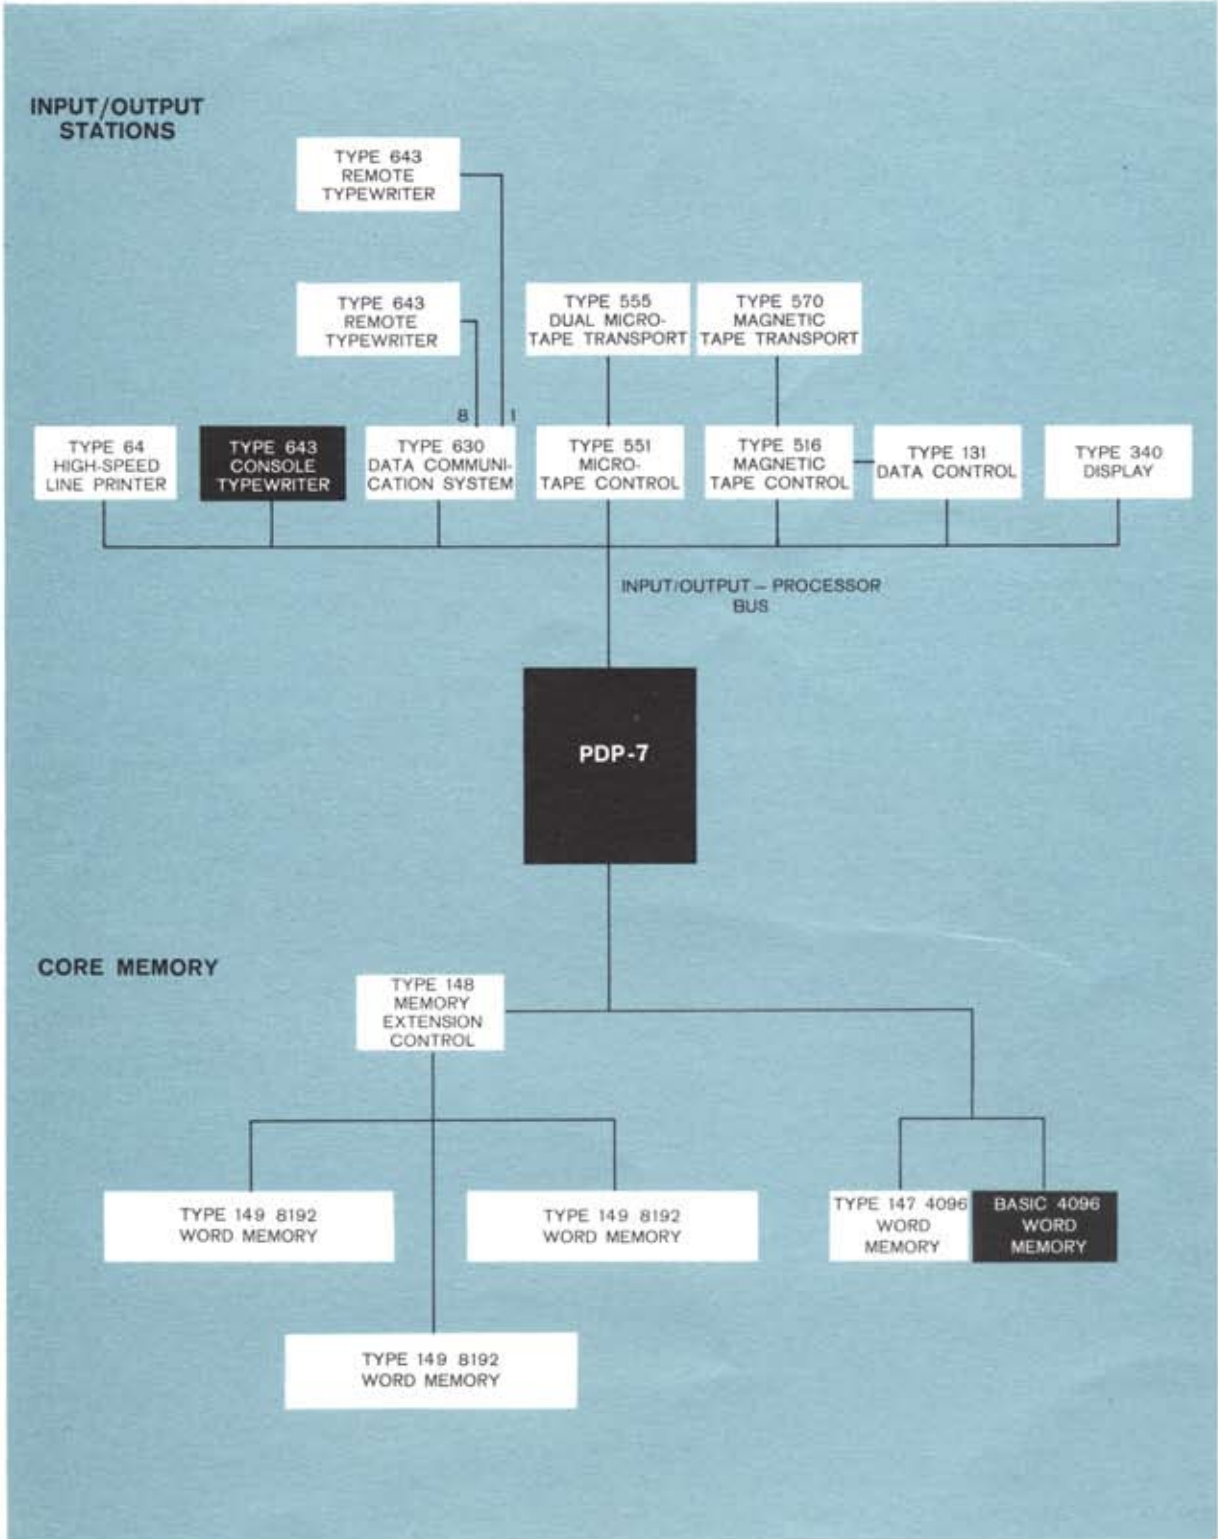 INPUT/OUTPUT
STATIONS
TYPE 643
REMOTE
TYPEWRITER
TYPE 643
REMOTE
TYPEWRITER
TYPE 555
DUAL MICRO-
TAPE TRANSPORT
TYPE 570
MAGNETIC
TAPE TRANSPORT
8
1
TYPE 64
HIGH-SPEED
LINE PRINTER
TYPE 643
CONSOLE
TYPEWRITER
TYPE 630
DATA COMMUNI-
CATION SYSTEM
TYPE 551
MICRO-
TAPE CONTROL
TYPE 516
MAGNETIC
TAPE CONTROL
TYPE 131
DATA CONTROL
TYPE 340
DISPLAY
INPUT/OUTPUT – PROCESSOR
BUS
PDP-7
CORE MEMORY
TYPE 148
MEMORY
EXTENSION
CONTROL
TYPE 149 8192
WORD MEMORY
TYPE 149 8192
WORD MEMORY
TYPE 147 4096
WORD
MEMORY
BASIC 4096
WORD
MEMORY
TYPE 149 8192
WORD MEMORY